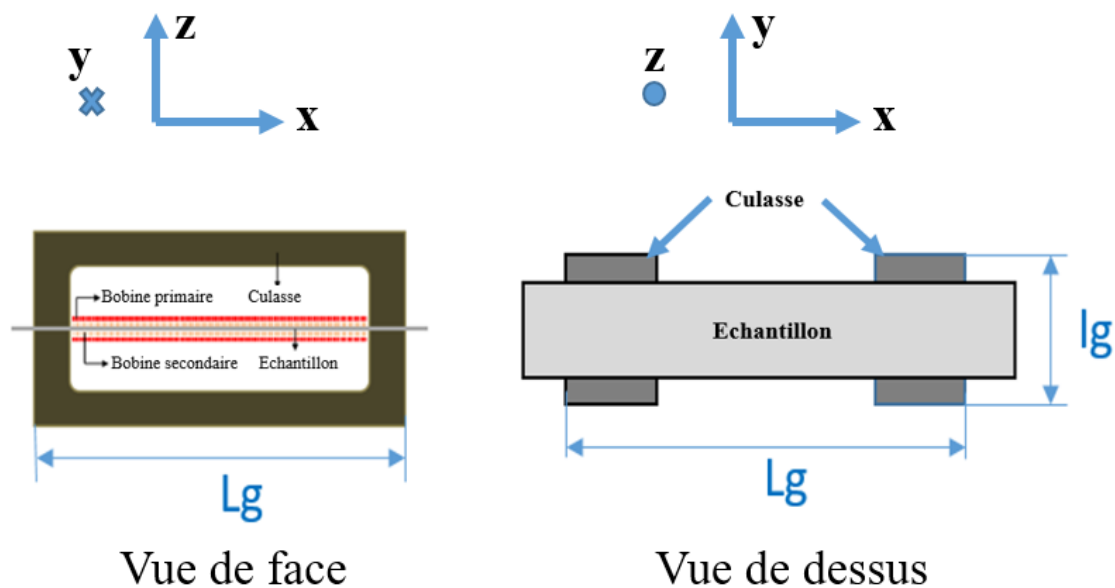 z
y
x
y
z
x
Culasse
Bobine primaire
Culasse
Bobine secondaire
Echantillon
Echantillon
lg
Lg
Lg
Vue de face
Vue de dessus